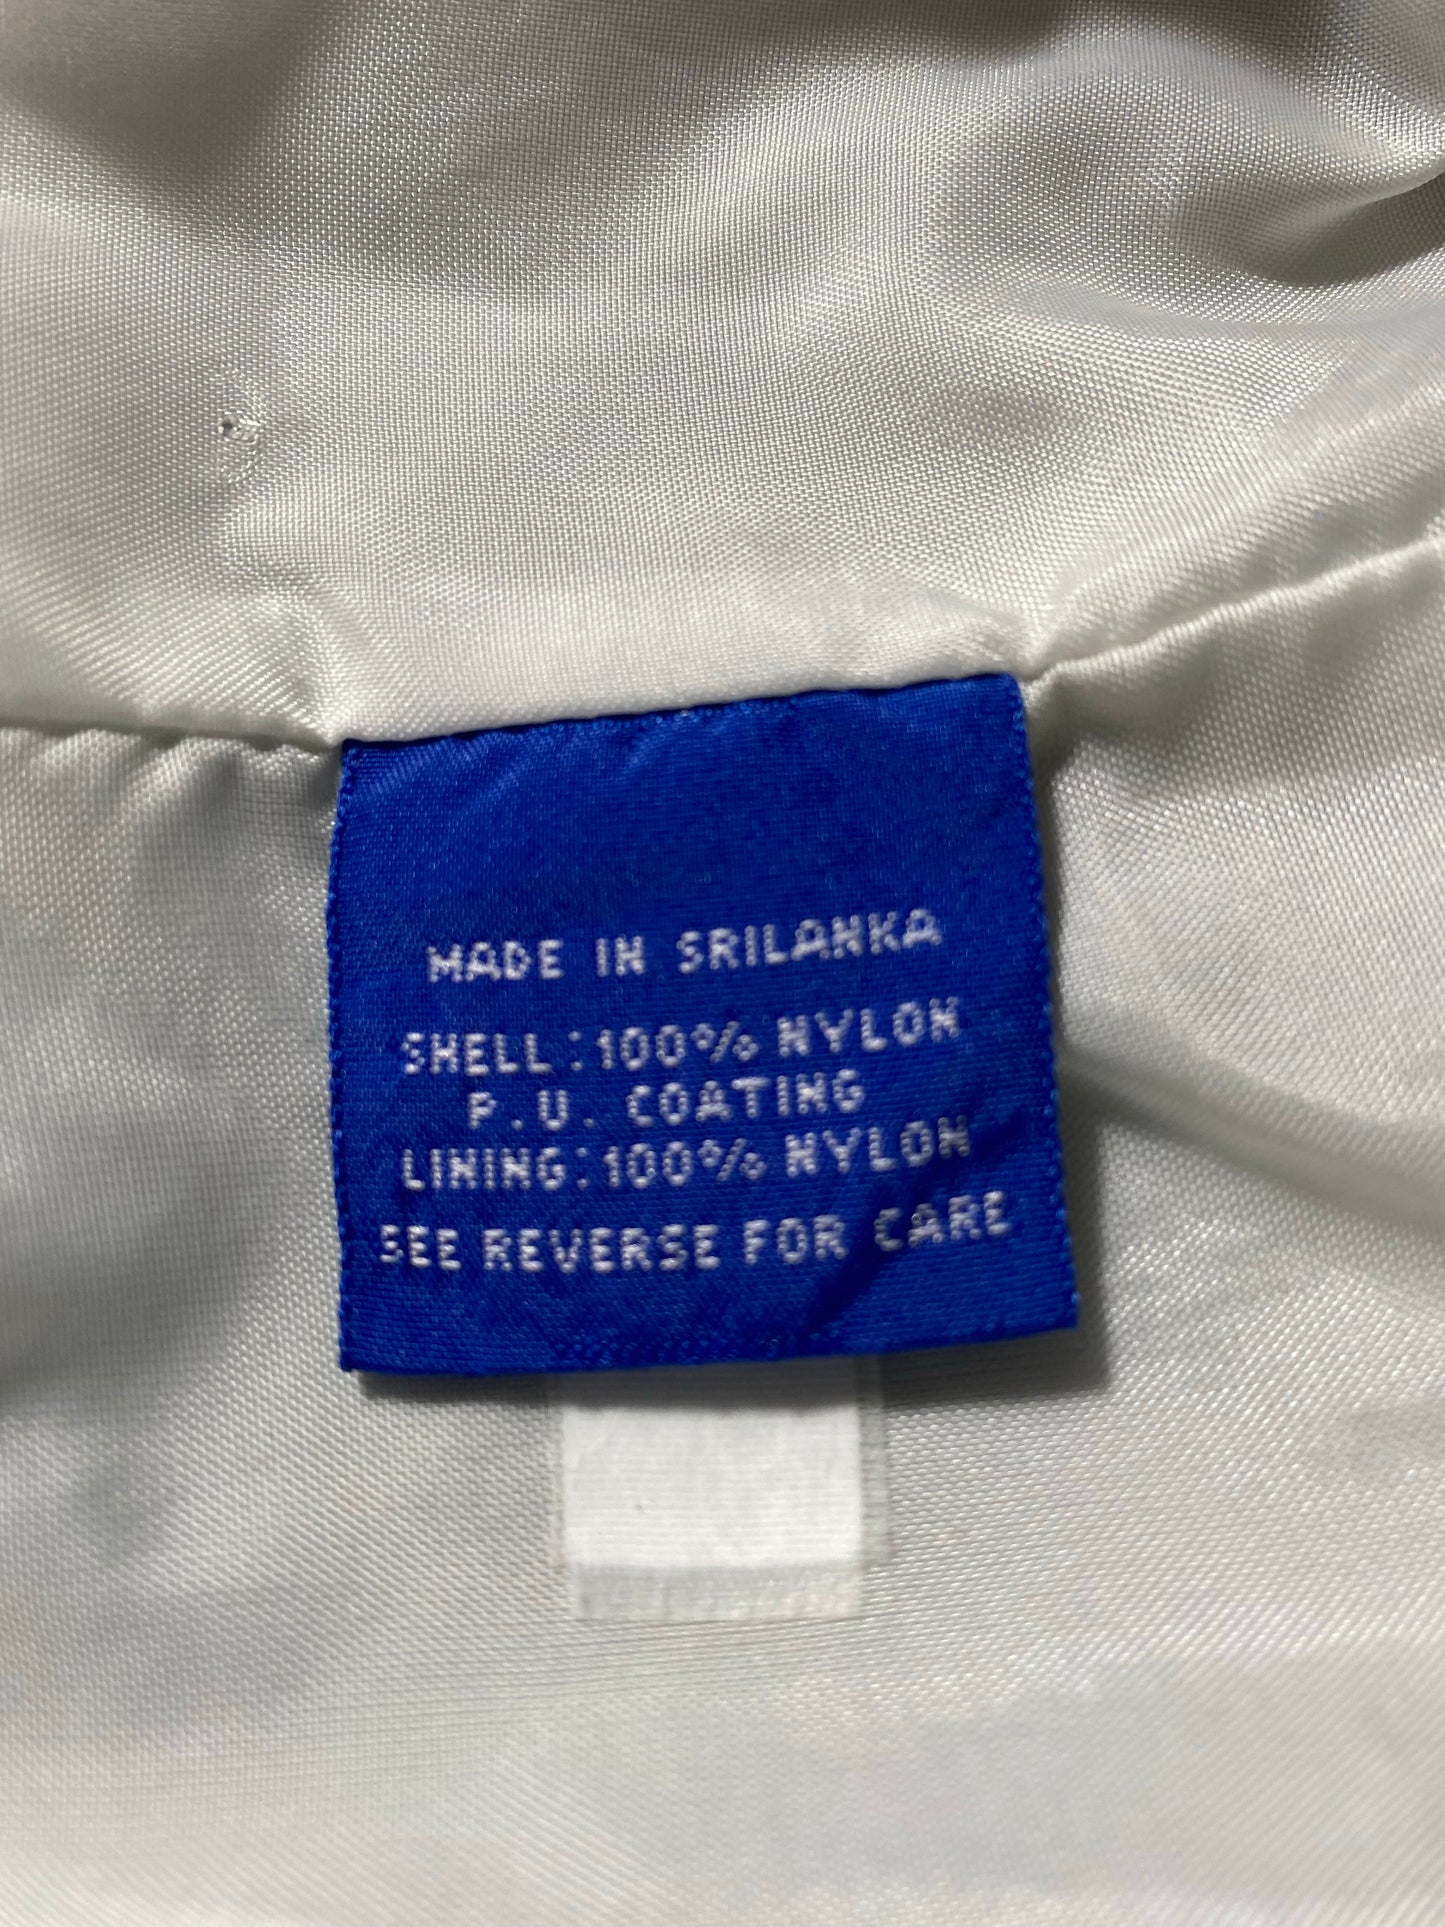 MADE IN SRILANKA
SHELL:100% NYLON
P.U. COATING
LINING:100% NYLON
SEE REVERSE FOR CARE